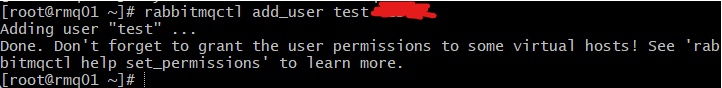 [root@rmq01 ~]# rabbitmqctl add_user test
Adding user "test" ...
Done. Don't forget to grant the user permissions to some virtual hosts! See 'rab
bitmqctl help set_permissions' to learn more.
[root@rmq01 ~]#